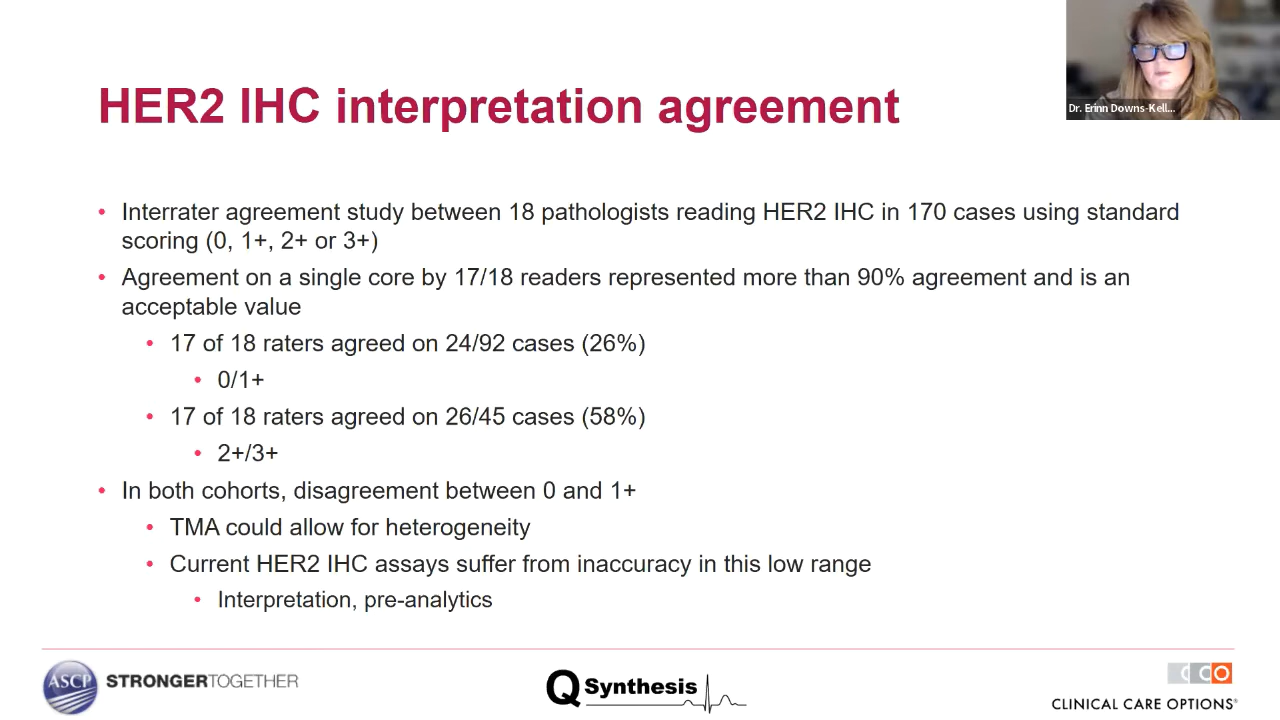 Dr. Erinn Downs-Kell...
HER2 IHC interpretation agreement
• Interrater agreement study between 18 pathologists reading HER2 IHC in 170 cases using standard
scoring (0, 1+, 2+ or 3+)
• Agreement on a single core by 17/18 readers represented more than 90% agreement and is an
acceptable value
• 17 of 18 raters agreed on 24/92 cases (26%)
• 0/1+
• 17 of 18 raters agreed on 26/45 cases (58%)
• 2+/3+
• In both cohorts, disagreement between 0 and 1+
• TMA could allow for heterogeneity
• Current HER2 IHC assays suffer from inaccuracy in this low range
• Interpretation, pre-analytics
ASCP STRONGERTOGETHER
Q Synthesis
CCO
CLINICAL CARE OPTIONS®